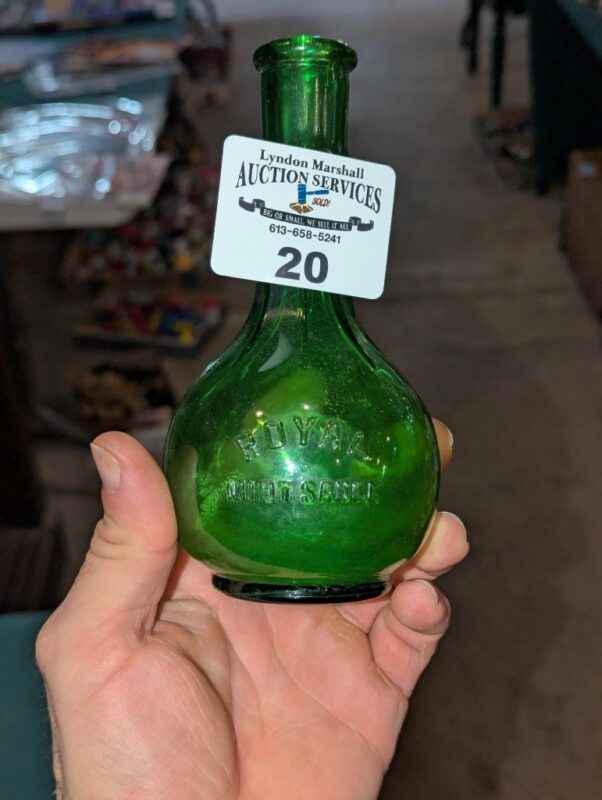 Lyndon Marshall
AUCTION SERVICES
SOLD!
BIG OR SMALL, WE SELL IT ALL
613-658-5241
20
ROYAL
MINT SAUCE